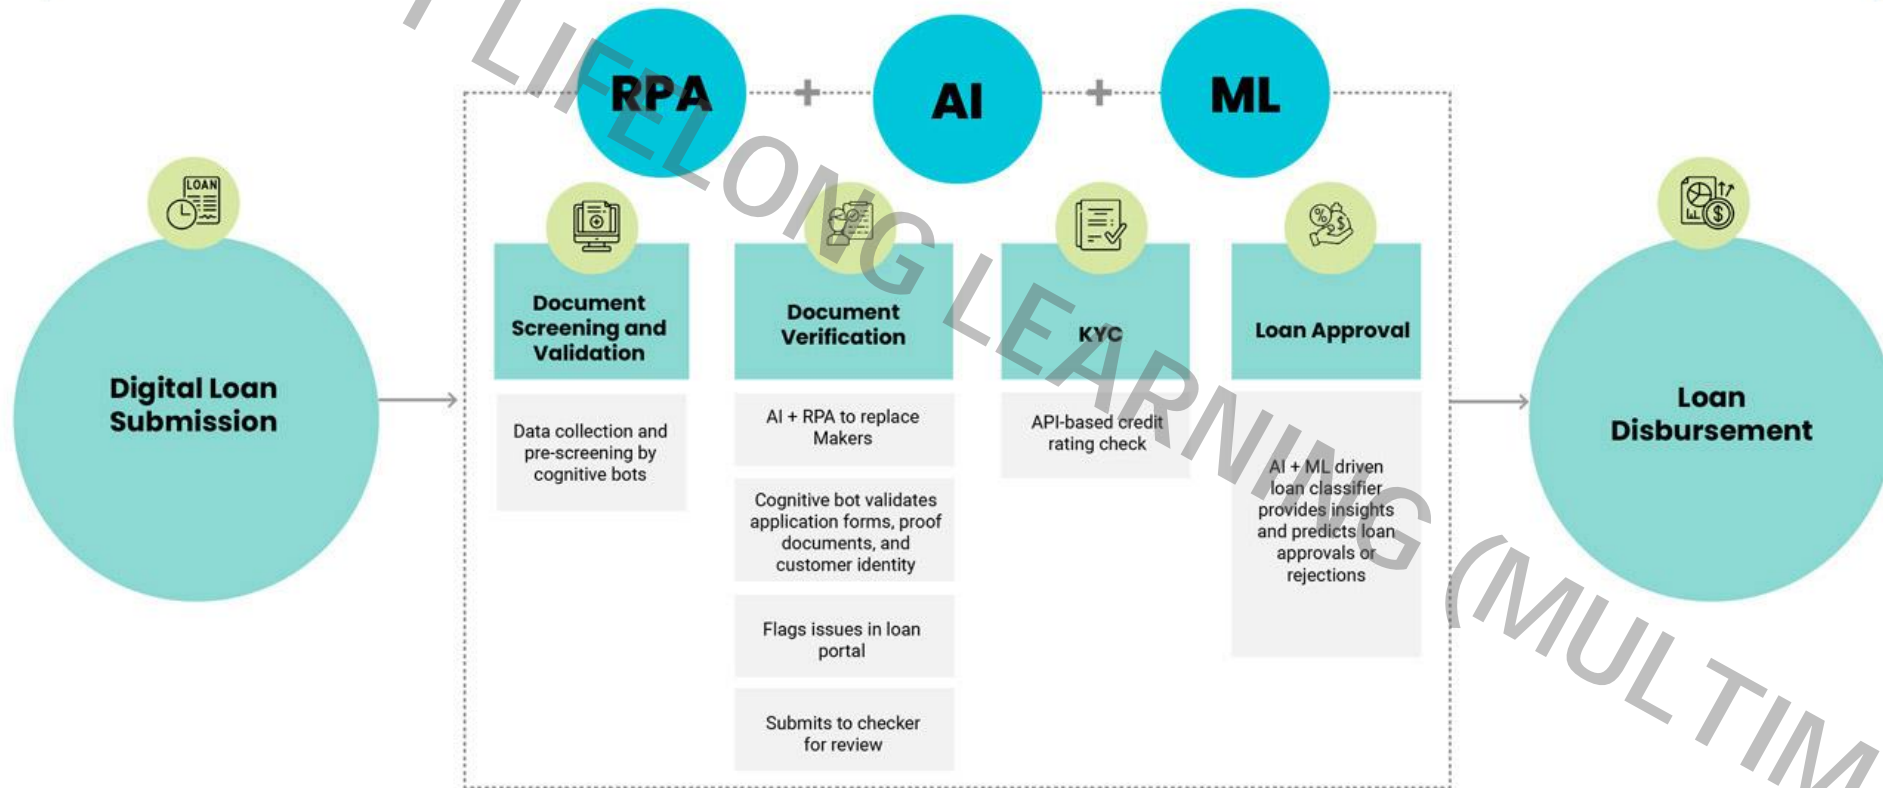 RPA
+
AI
+
ML
LOAN
Digital Loan
Submission
Document
Screening and
Validation
Data collection and
pre-screening by
cognitive bots
Document
Verification
AI + RPA to replace
Makers
Cognitive bot validates
application forms, proof
documents, and
customer identity
Flags issues in loan
portal
Submits to checker
for review
KYC
API-based credit
rating check
%
$
Loan Approval
AI + ML driven
loan classifier
provides insights
and predicts loan
approvals or
rejections
$
Loan
Disbursement
LIFELONG LEARNING (MULTIM